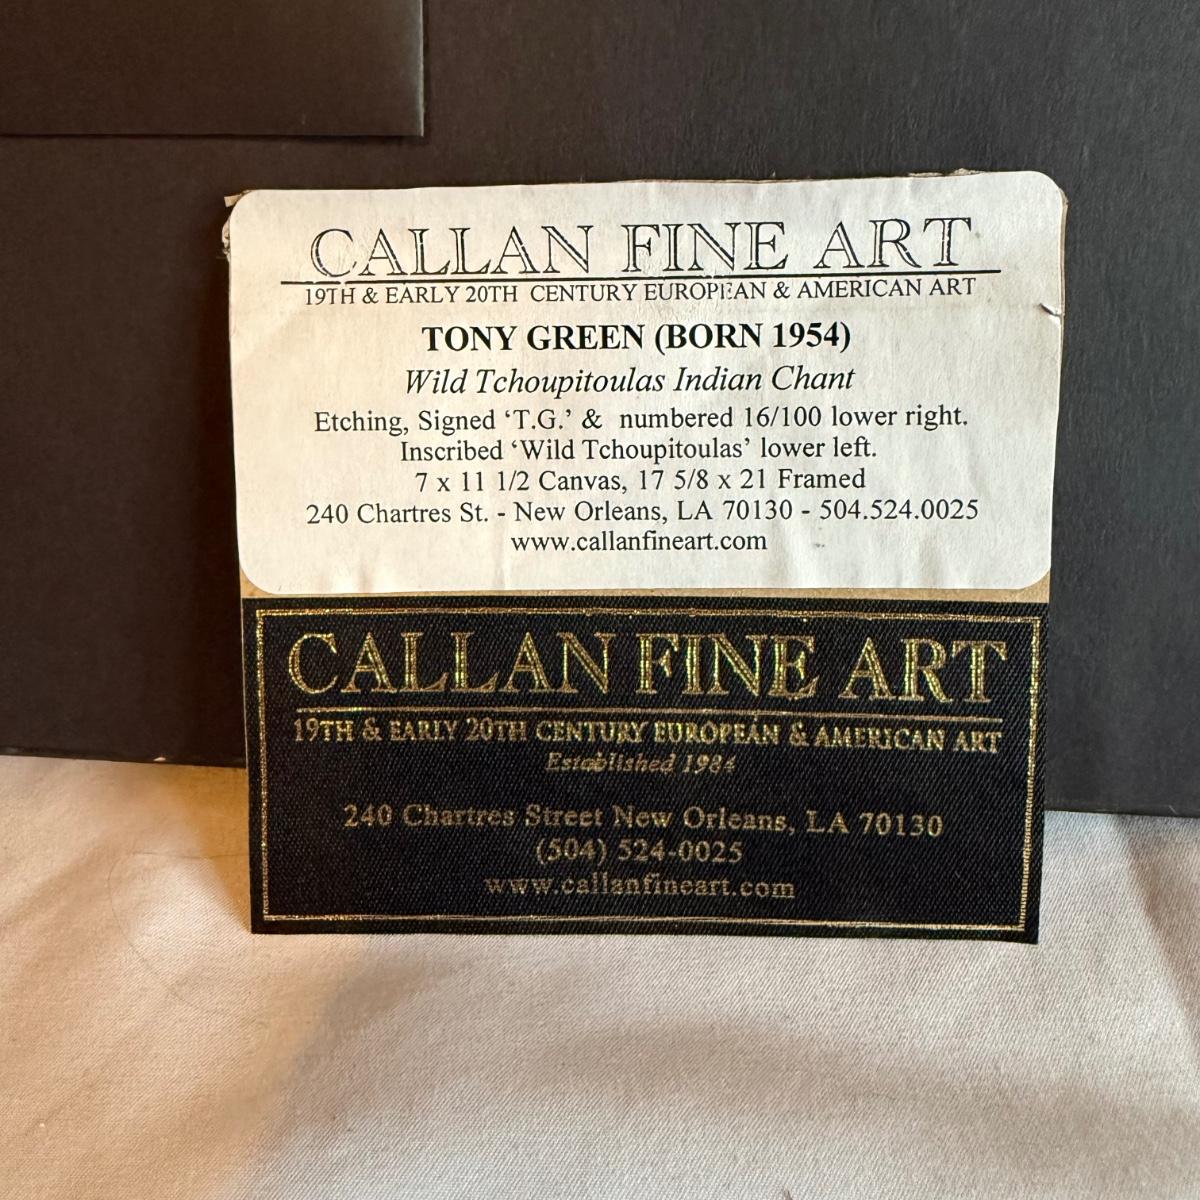 CALLAN FINE ART
19TH & EARLY 20TH CENTURY EUROPEAN & AMERICAN ART
TONY GREEN (BORN 1954)
Wild Tchoupitoulas Indian Chant
Etching, Signed ‘T.G.’ & numbered 16/100 lower right.
Inscribed ‘Wild Tchoupitoulas’ lower left.
7 x 11 1/2 Canvas, 17 5/8 x 21 Framed
240 Chartres St. - New Orleans, LA 70130 - 504.524.0025
www.callanfineart.com
CALLAN FINE ART
19TH & EARLY 20TH CENTURY EUROPEAN & AMERICAN ART
Established 1984
240 Chartres Street New Orleans, LA 70130
(504) 524-0025
www.callanfineart.com